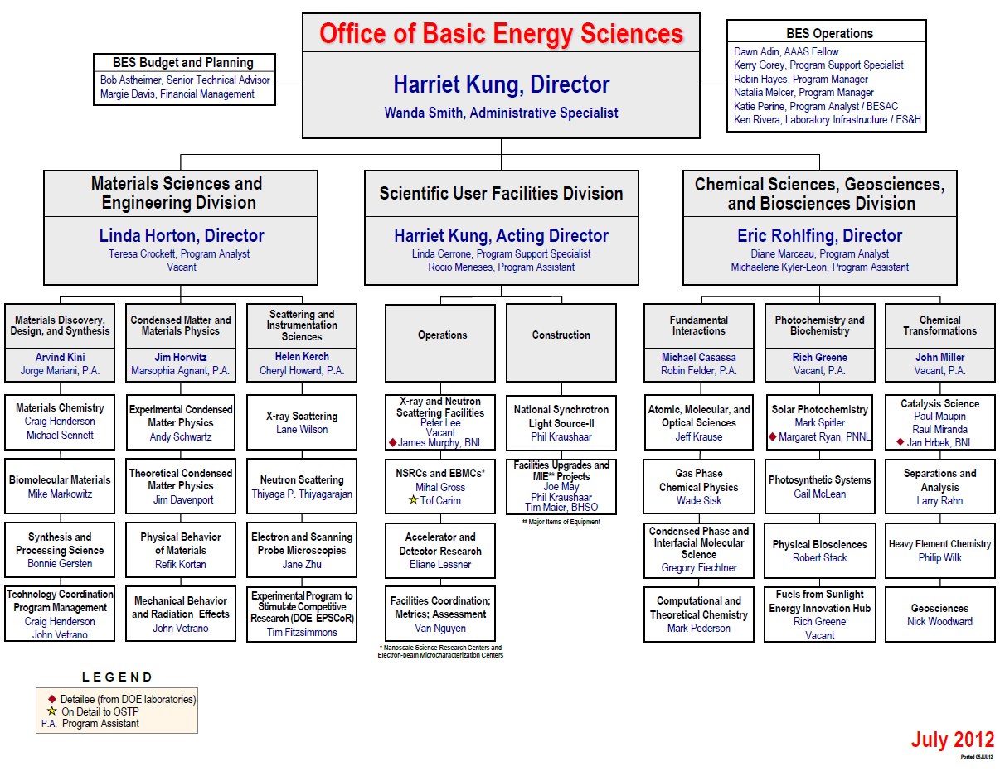 Office of Basic Energy Sciences
Harriet Kung, Director
Wanda Smith, Administrative Specialist
BES Budget and Planning
Bob Astheimer, Senior Technical Advisor
Margie Davis, Financial Management
BES Operations
Dawn Adin, AAAS Fellow
Kerry Gorey, Program Support Specialist
Robin Hayes, Program Manager
Natalia Melcer, Program Manager
Katie Perine, Program Analyst / BESAC
Ken Rivera, Laboratory Infrastructure / ES&H
Materials Sciences and
Engineering Division
Linda Horton, Director
Teresa Crockett, Program Analyst
Vacant
Scientific User Facilities Division
Harriet Kung, Acting Director
Linda Cerrone, Program Support Specialist
Rocio Meneses, Program Assistant
Chemical Sciences, Geosciences,
and Biosciences Division
Eric Rohlfing, Director
Diane Marceau, Program Analyst
Michaelene Kyler-Leon, Program Assistant
Materials Discovery,
Design, and Synthesis
Arvind Kini
Jorge Mariani, P.A.
Condensed Matter and
Materials Physics
Jim Horwitz
Marsophia Agnant, P.A.
Scattering and
Instrumentation
Sciences
Helen Kerch
Cheryl Howard, P.A.
Operations
Construction
Fundamental
Interactions
Michael Casassa
Robin Felder, P.A.
Photochemistry and
Biochemistry
Rich Greene
Vacant, P.A.
Chemical
Transformations
John Miller
Vacant, P.A.
Materials Chemistry
Craig Henderson
Michael Sennett
Experimental Condensed
Matter Physics
Andy Schwartz
X-ray Scattering
Lane Wilson
X-ray and Neutron
Scattering Facilities
Peter Lee
Vacant
James Murphy, BNL
National Synchrotron
Light Source-II
Phil Kraushaar
Atomic, Molecular, and
Optical Sciences
Jeff Krause
Solar Photochemistry
Mark Spitler
Margaret Ryan, PNNL
Catalysis Science
Paul Maupin
Raul Miranda
Jan Hrbek, BNL
Biomolecular Materials
Mike Markowitz
Theoretical Condensed
Matter Physics
Jim Davenport
Neutron Scattering
Thiyaga P. Thiyagarajan
NSRCs and EBMCs*
Mihal Gross
Tof Carim
Facilities Upgrades and
MIE** Projects
Joe May
Phil Kraushaar
Tim Maier, BHSO
** Major Items of Equipment
Gas Phase
Chemical Physics
Wade Sisk
Photosynthetic Systems
Gail McLean
Separations and
Analysis
Larry Rahn
Synthesis and
Processing Science
Bonnie Gersten
Physical Behavior
of Materials
Refik Kortan
Electron and Scanning
Probe Microscopies
Jane Zhu
Accelerator and
Detector Research
Eliane Lessner
Condensed Phase and
Interfacial Molecular
Science
Gregory Fiechtner
Physical Biosciences
Robert Stack
Heavy Element Chemistry
Philip Wilk
Technology Coordination
Program Management
Craig Henderson
John Vetrano
Mechanical Behavior
and Radiation Effects
John Vetrano
Experimental Program to
Stimulate Competitive
Research (DOE EPSCoR)
Tim Fitzsimmons
Facilities Coordination;
Metrics; Assessment
Van Nguyen
* Nanoscale Science Research Centers and
Electron-beam Microcharacterization Centers
Computational and
Theoretical Chemistry
Mark Pederson
Fuels from Sunlight
Energy Innovation Hub
Rich Greene
Vacant
Geosciences
Nick Woodward
LEGEND
Detailee (from DOE laboratories)
On Detail to OSTP
P.A. Program Assistant
July 2012
Posted 05JUL12